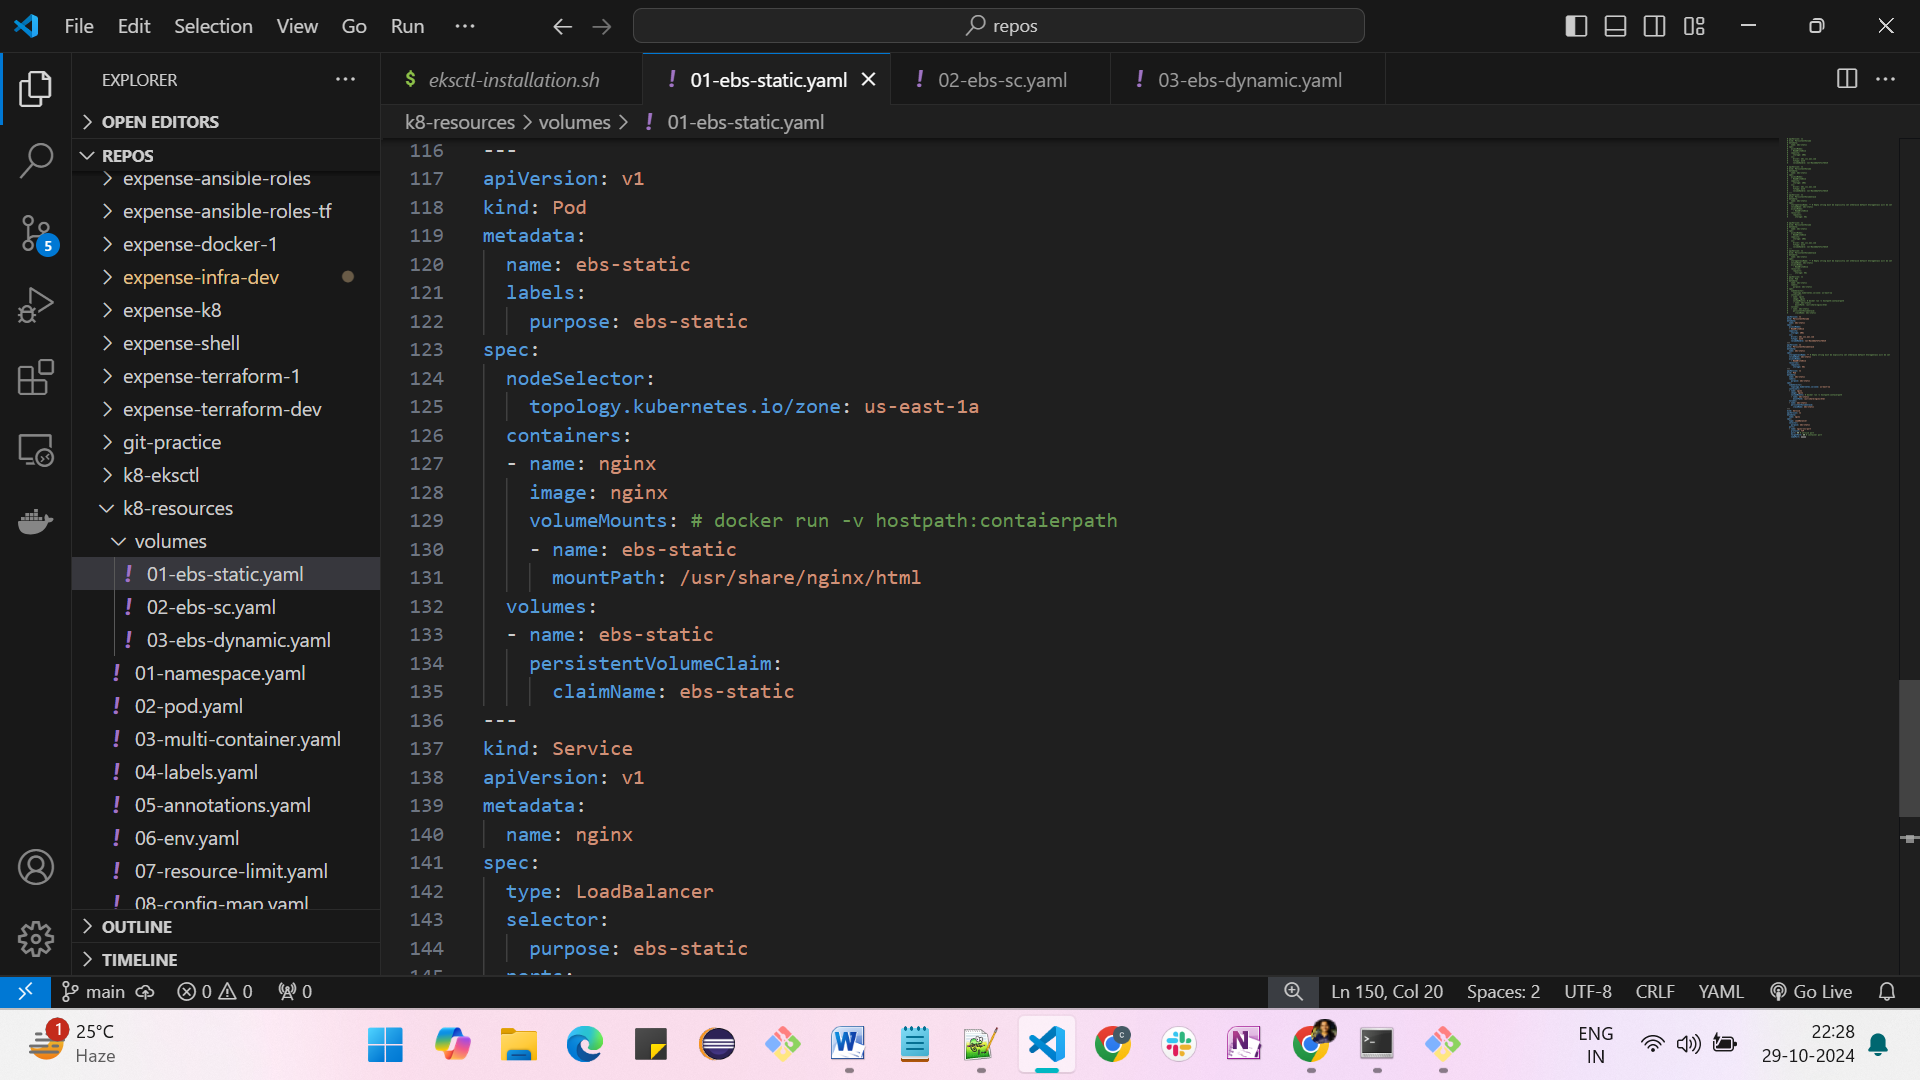 File Edit Selection View Go Run ···
repos
EXPLORER ···
OPEN EDITORS
REPOS
expense-ansible-roles
expense-ansible-roles-tf
expense-docker-1
expense-infra-dev
expense-k8
expense-shell
expense-terraform-1
expense-terraform-dev
git-practice
k8-eksctl
k8-resources
volumes
! 01-ebs-static.yaml
! 02-ebs-sc.yaml
! 03-ebs-dynamic.yaml
! 01-namespace.yaml
! 02-pod.yaml
! 03-multi-container.yaml
! 04-labels.yaml
! 05-annotations.yaml
! 06-env.yaml
! 07-resource-limit.yaml
! 08-config-map.yaml
OUTLINE
TIMELINE
5
$ eksctl-installation.sh ! 01-ebs-static.yaml ! 02-ebs-sc.yaml ! 03-ebs-dynamic.yaml ···
k8-resources > volumes > ! 01-ebs-static.yaml
116 ---
117 apiVersion: v1
118 kind: Pod
119 metadata:
120 name: ebs-static
121 labels:
122 purpose: ebs-static
123 spec:
124 nodeSelector:
125 topology.kubernetes.io/zone: us-east-1a
126 containers:
127 - name: nginx
128 image: nginx
129 volumeMounts: # docker run -v hostpath:contaierpath
130 - name: ebs-static
131 mountPath: /usr/share/nginx/html
132 volumes:
133 - name: ebs-static
134 persistentVolumeClaim:
135 claimName: ebs-static
136 ---
137 kind: Service
138 apiVersion: v1
139 metadata:
140 name: nginx
141 spec:
142 type: LoadBalancer
143 selector:
144 purpose: ebs-static
145 ports:
main 0 0 0 Ln 150, Col 20 Spaces: 2 UTF-8 CRLF YAML Go Live
1 25°C
Haze
ENG
IN
22:28
29-10-2024